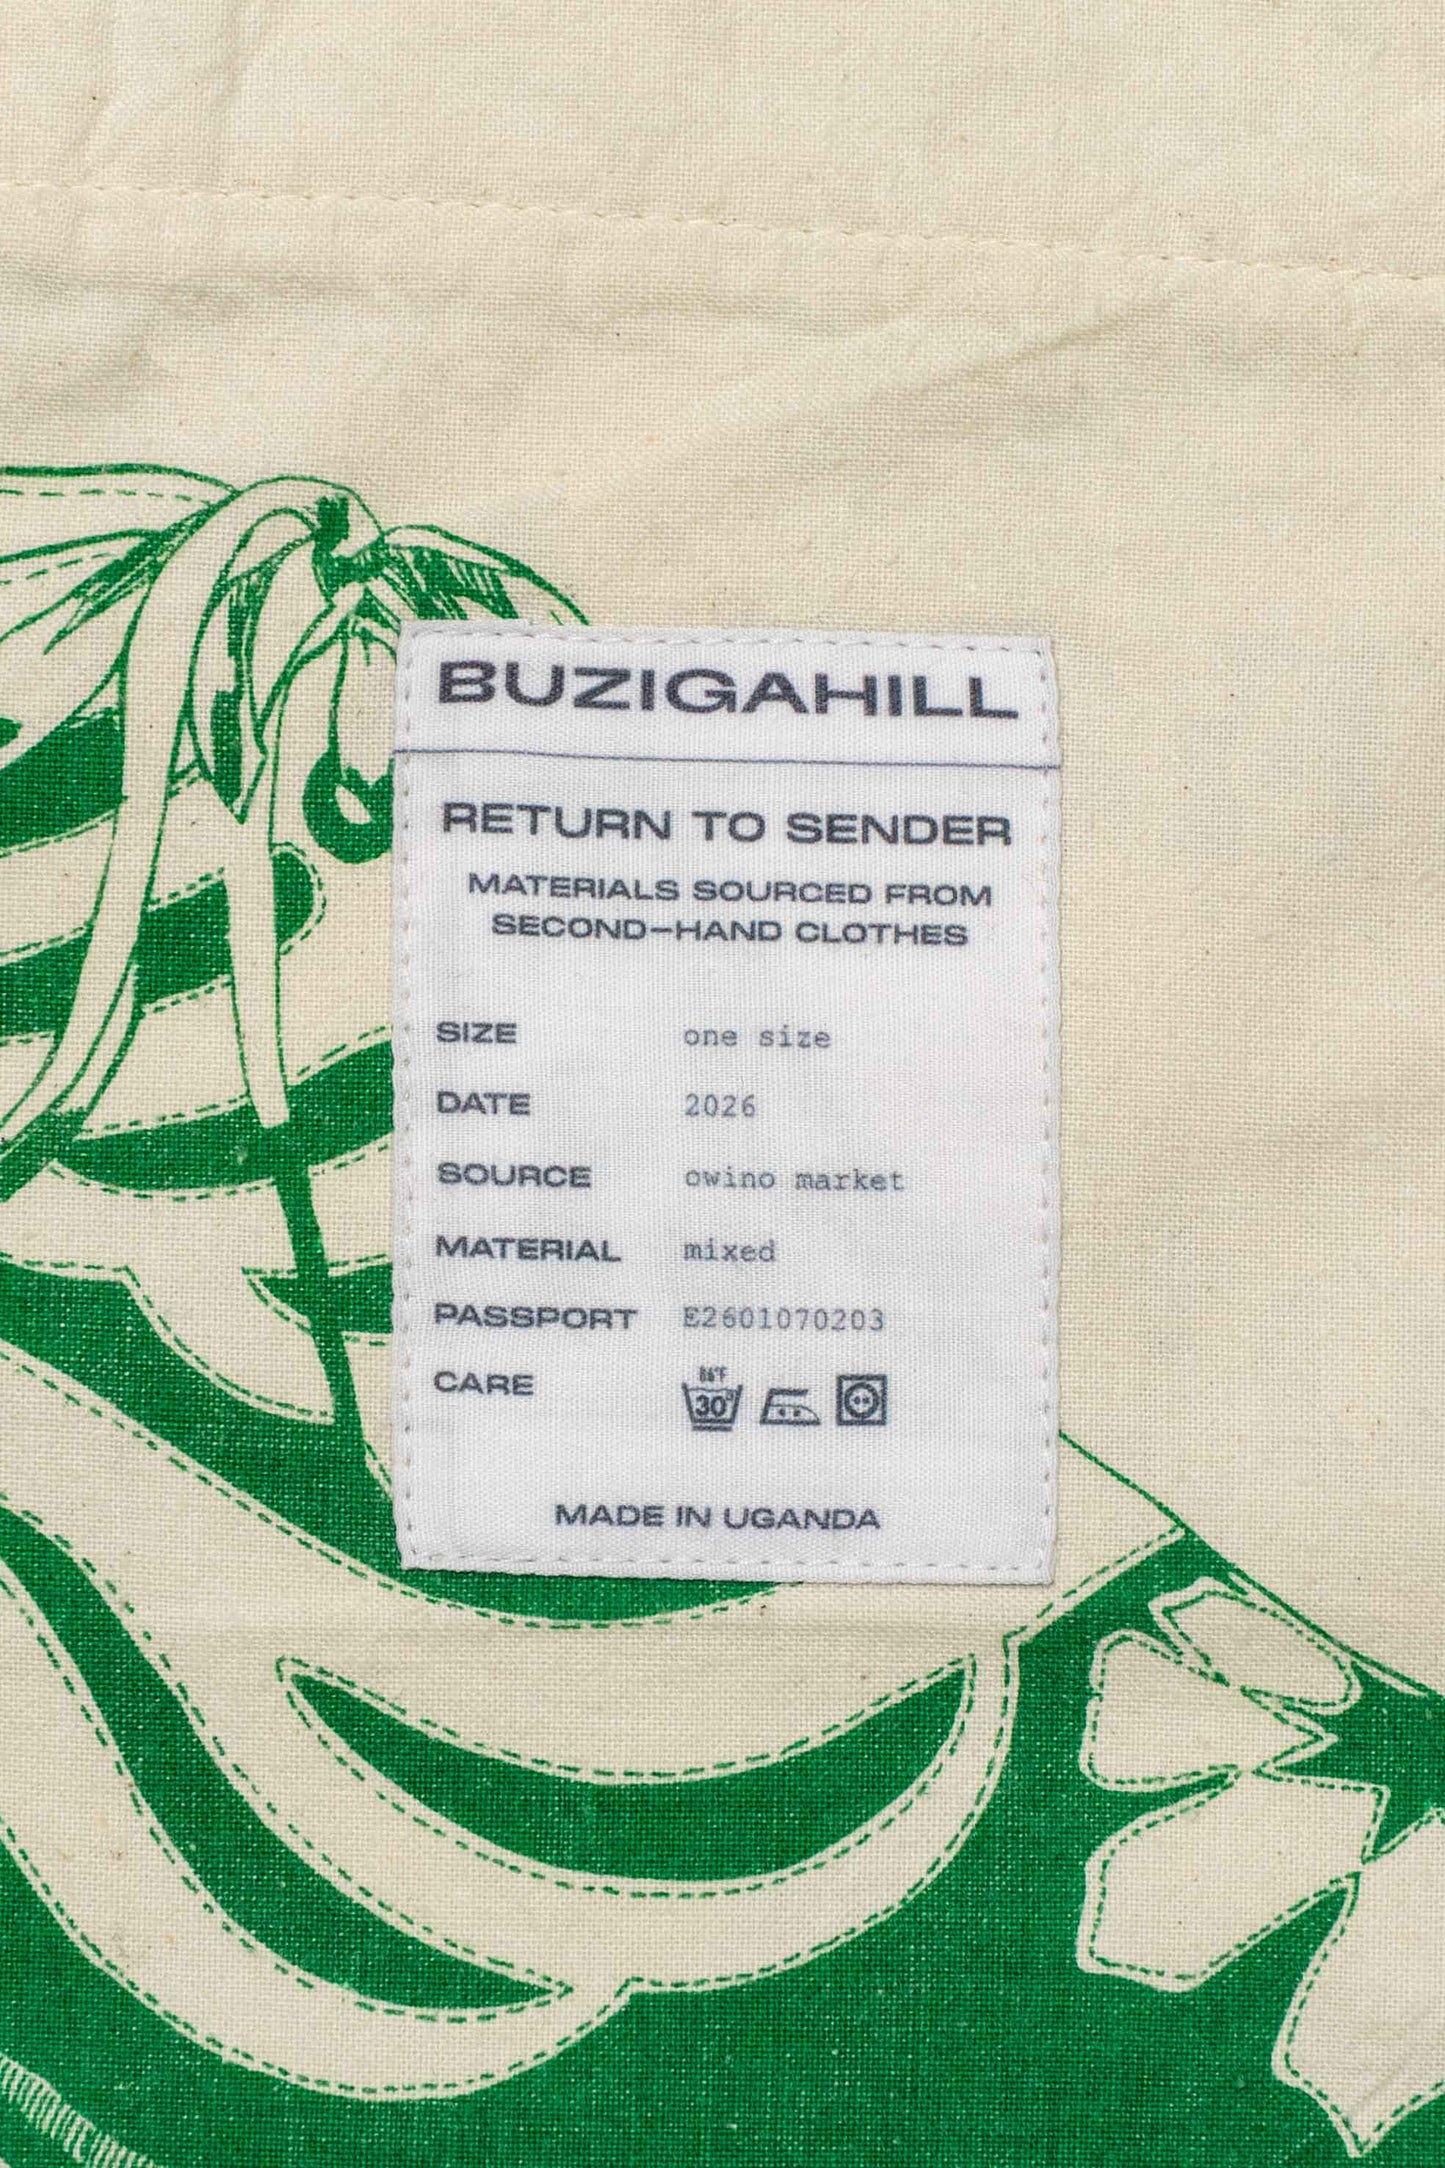 BUZIGAHILL
RETURN TO SENDER
MATERIALS SOURCED FROM
SECOND-HAND CLOTHES
SIZE one size
DATE 2026
SOURCE owino market
MATERIAL mixed
PASSPORT E2601070203
CARE 86°F
30°
MADE IN UGANDA